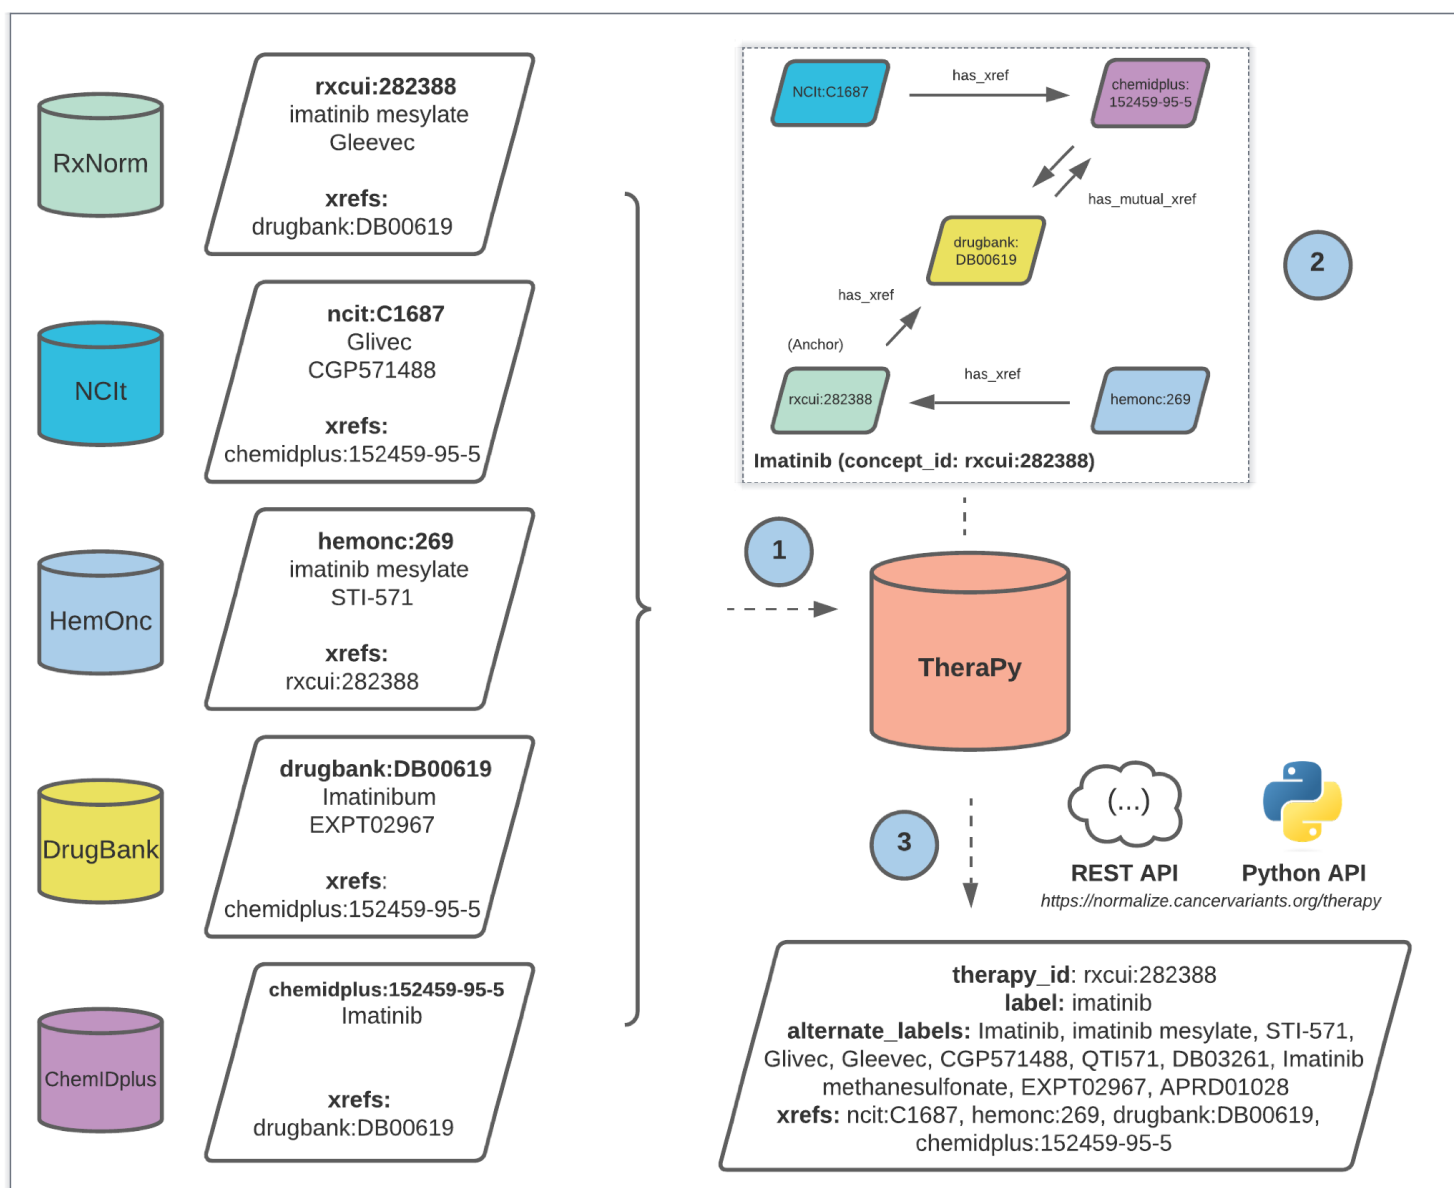 RxNorm
rxcui:282388
imatinib mesylate
Gleevec
xrefs:
drugbank:DB00619
NCIt
ncit:C1687
Glivec
CGP571488
xrefs:
chemidplus:152459-95-5
HemOnc
hemonc:269
imatinib mesylate
STI-571
xrefs:
rxcui:282388
DrugBank
drugbank:DB00619
Imatinibum
EXPT02967
xrefs:
chemidplus:152459-95-5
ChemIDplus
chemidplus:152459-95-5
Imatinib
xrefs:
drugbank:DB00619
1
NCIt:C1687
has_xref
chemidplus:
152459-95-5
has_mutual_xref
drugbank:
DB00619
has_xref
(Anchor)
rxcui:282388
has_xref
hemonc:269
Imatinib (concept_id: rxcui:282388)
2
TheraPy
3
(...)
REST API
Python API
https://normalize.cancervariants.org/therapy
therapy_id: rxcui:282388
label: imatinib
alternate_labels: Imatinib, imatinib mesylate, STI-571,
Glivec, Gleevec, CGP571488, QTI571, DB03261, Imatinib
methanesulfonate, EXPT02967, APRD01028
xrefs: ncit:C1687, hemonc:269, drugbank:DB00619,
chemidplus:152459-95-5